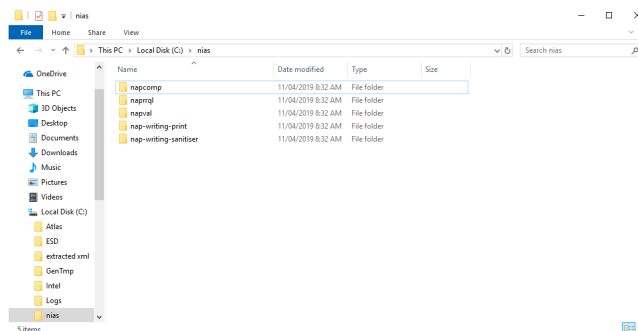 nias
File Home Share View
This PC Local Disk (C:) nias Search nias
Name Date modified Type Size
OneDrive
This PC
3D Objects
Desktop
Documents
Downloads
Music
Pictures
Videos
Local Disk (C:)
Atlas
ESD
extracted xml
GenTmp
Intel
Logs
nias
napcomp 11/04/2019 8:32 AM File folder
naprrql 11/04/2019 8:32 AM File folder
napval 11/04/2019 8:32 AM File folder
nap-writing-print 11/04/2019 8:32 AM File folder
nap-writing-sanitiser 11/04/2019 8:32 AM File folder
5 items